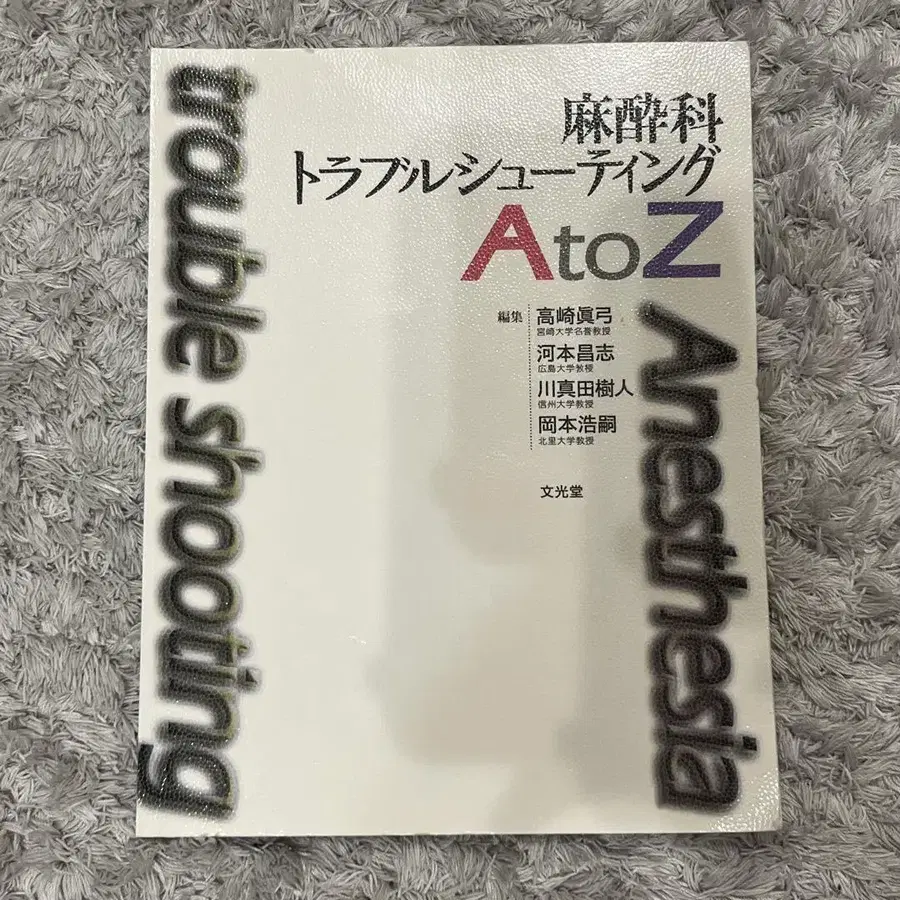 麻酔科
トラブルシューティング
AtoZ
編集
高崎眞弓
宮崎大学名誉教授
河本昌志
広島大学教授
川真田樹人
信州大学教授
岡本浩嗣
北里大学教授
文光堂
trouble shooting
Anesthesia